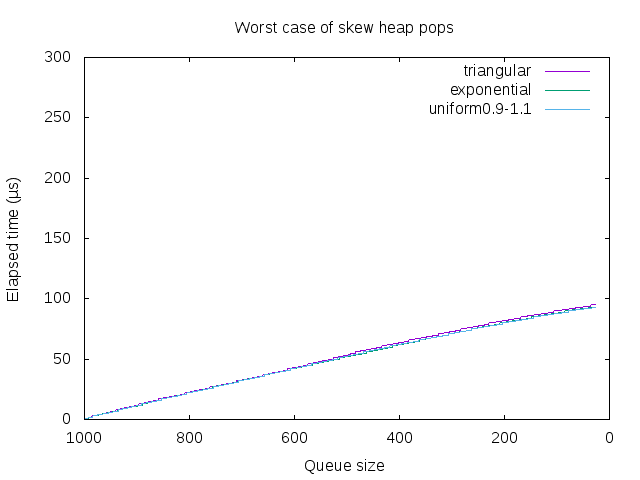 Worst case of skew heap pops
300
250
200
150
100
50
0
Elapsed time (µs)
triangular
exponential
uniform0.9-1.1
1000 800 600 400 200 0
Queue size